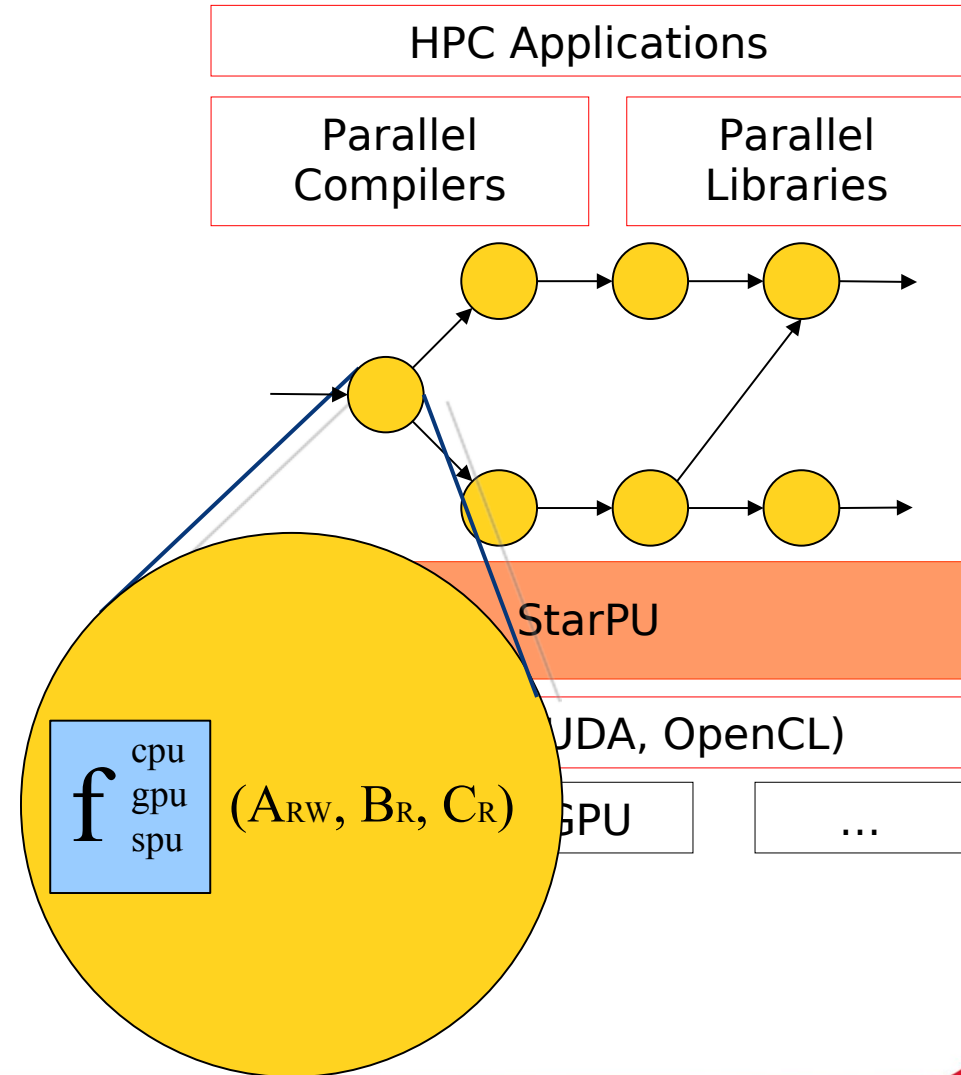 HPC Applications
Parallel
Compilers
Parallel
Libraries
StarPU
UDA, OpenCL)
GPU
...
f
cpu
gpu
spu
(ARW, BR, CR)